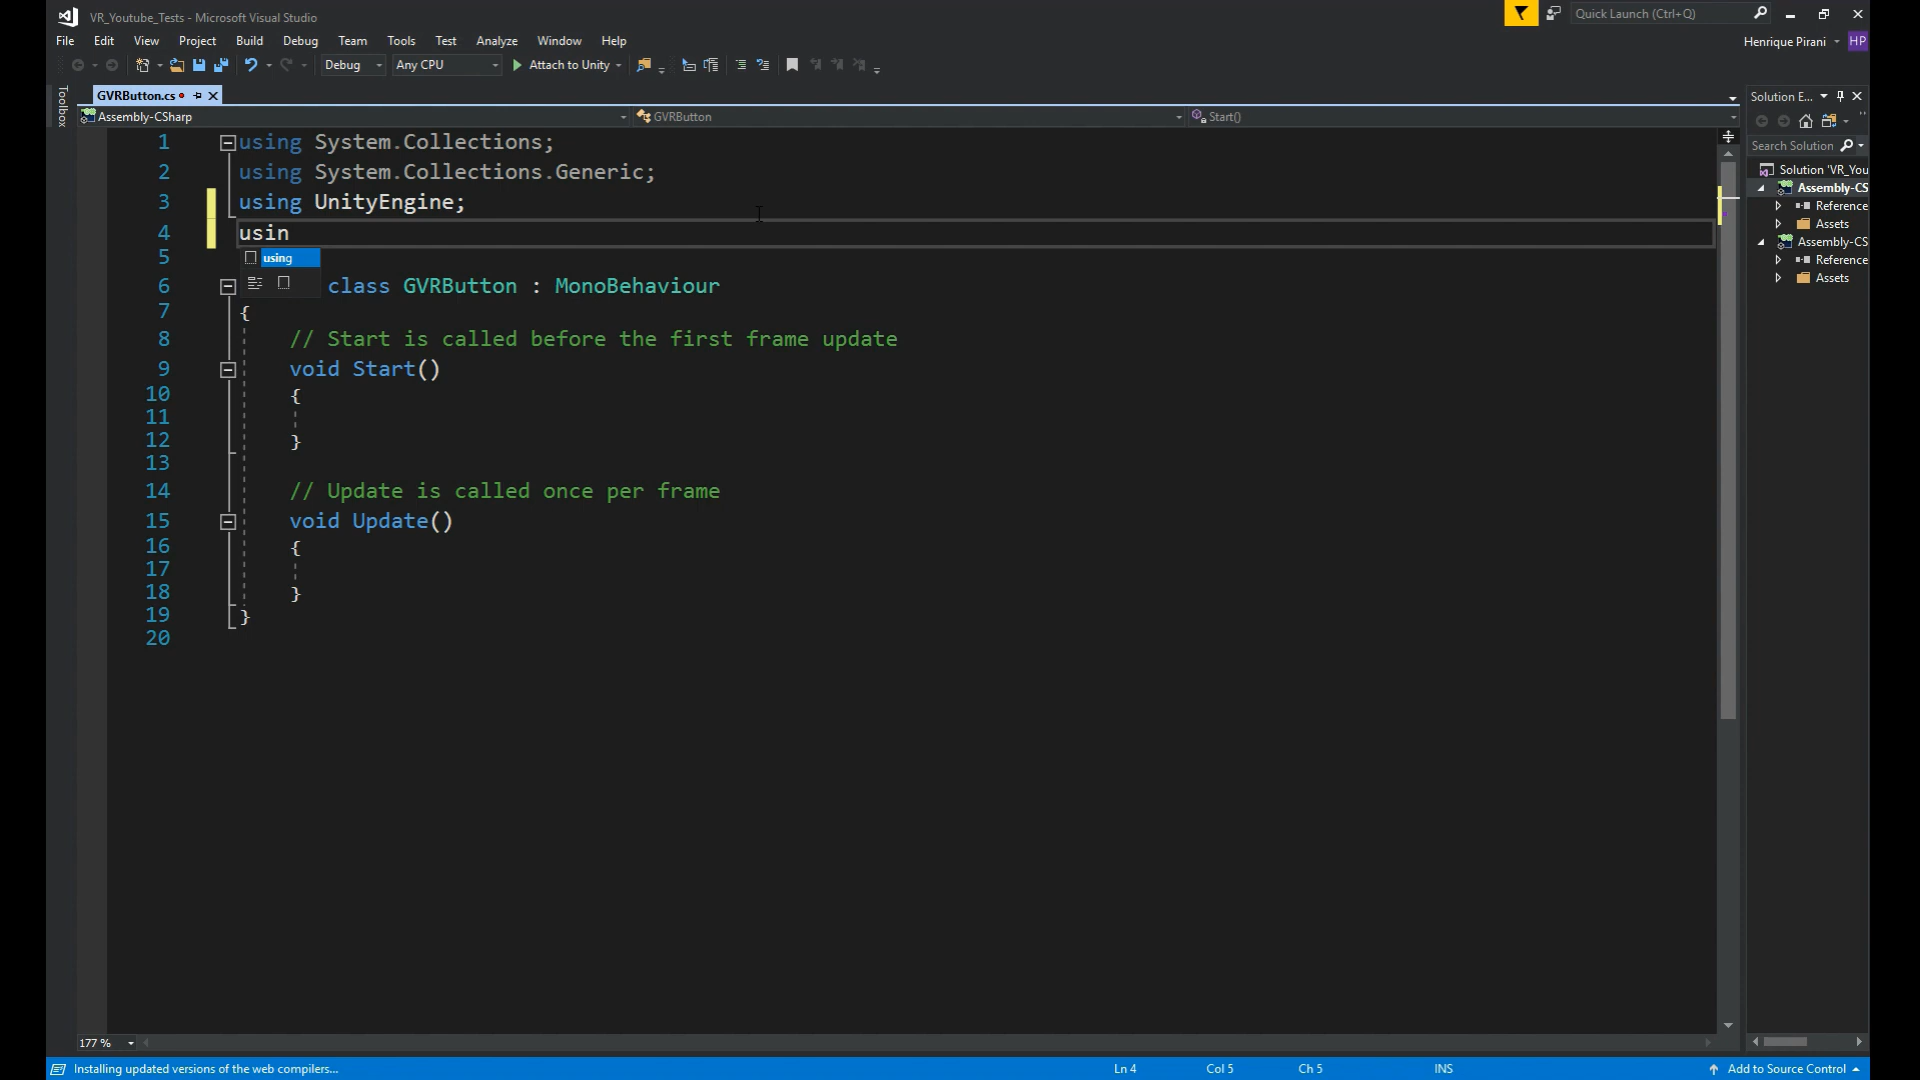 VR_Youtube_Tests - Microsoft Visual Studio
Quick Launch (Ctrl+Q)
File Edit View Project Build Debug Team Tools Test Analyze Window Help
Henrique Pirani HP
Debug Any CPU Attach to Unity
Toolbox
GVRButton.cs
Solution E...
Assembly-CSharp GVRButton Start()
Search Solution
1 using System.Collections;
2 using System.Collections.Generic;
3 using UnityEngine;
4 usin
5 using
6 class GVRButton : MonoBehaviour
7 {
8 // Start is called before the first frame update
9 void Start()
10 {
11
12 }
13
14 // Update is called once per frame
15 void Update()
16 {
17
18 }
19 }
20
Solution 'VR_You
Assembly-CS
Reference
Assets
Assembly-CS
Reference
Assets
177 %
Installing updated versions of the web compilers... Ln 4 Col 5 Ch 5 INS Add to Source Control